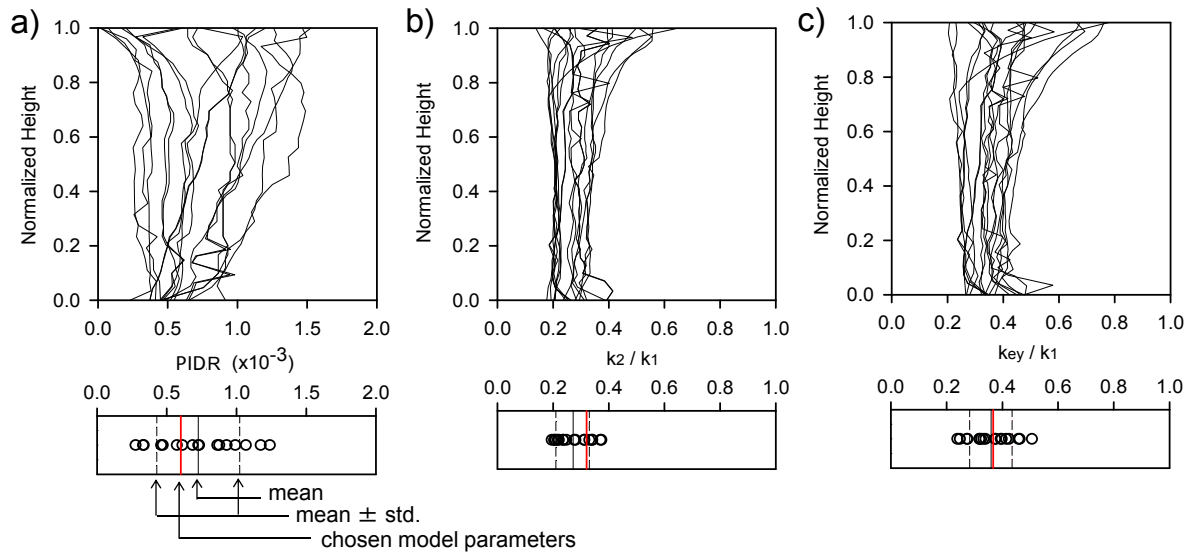 a)
1.0
0.8
0.6
0.4
0.2
0.0
Normalized Height
0.0 0.5 1.0 1.5 2.0
PIDR (x10-3)
0.0 0.5 1.0 1.5 2.0
mean
mean ± std.
chosen model parameters
b)
1.0
0.8
0.6
0.4
0.2
0.0
Normalized Height
0.0 0.2 0.4 0.6 0.8 1.0
k2 / k1
0.0 0.2 0.4 0.6 0.8 1.0
c)
1.0
0.8
0.6
0.4
0.2
0.0
Normalized Height
0.0 0.2 0.4 0.6 0.8 1.0
key / k1
0.0 0.2 0.4 0.6 0.8 1.0